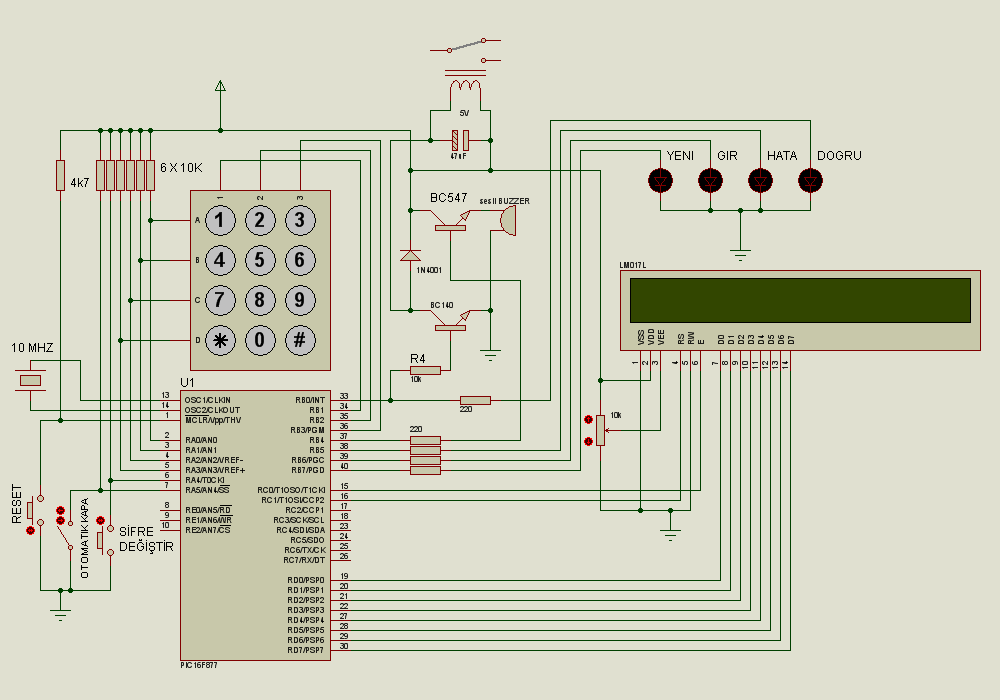 5V
47nF
YENI GIR HATA DOGRU
4k7
6 X 10K
1 2 3
BC547
sesli BUZZER
A 1 2 3
B 4 5 6
C 7 8 9
D * 0 #
1N4001
BC140
LM017L
VSS VDD VEE RS RW E D0 D1 D2 D3 D4 D5 D6 D7
1 2 3 4 5 6 7 8 9 10 11 12 13 14
10 MHZ
R4
10k
U1
220
220
10k
13 OSC1/CLKIN RB0/INT 33
14 OSC2/CLKOUT RB1 34
1 MCLR/Vpp/THV RB2 35
RB3/PGM 36
2 RA0/AN0 RB4 37
3 RA1/AN1 RB5 38
4 RA2/AN2/VREF- RB6/PGC 39
5 RA3/AN3/VREF+ RB7/PGD 40
6 RA4/T0CKI
7 RA5/AN4/SS RC0/T1OSO/T1CKI 15
RC1/T1OSI/CCP2 16
8 RE0/AN5/RD RC2/CCP1 17
9 RE1/AN6/WR RC3/SCK/SCL 18
10 RE2/AN7/CS RC4/SDI/SDA 23
RC5/SDO 24
RC6/TX/CK 25
RC7/RX/DT 26
RD0/PSP0 19
RD1/PSP1 20
RD2/PSP2 21
RD3/PSP3 22
RD4/PSP4 27
RD5/PSP5 28
RD6/PSP6 29
RD7/PSP7 30
PIC16F877
RESET
OTOMATIK KAPA
SİFRE
DEĞİŞTİR